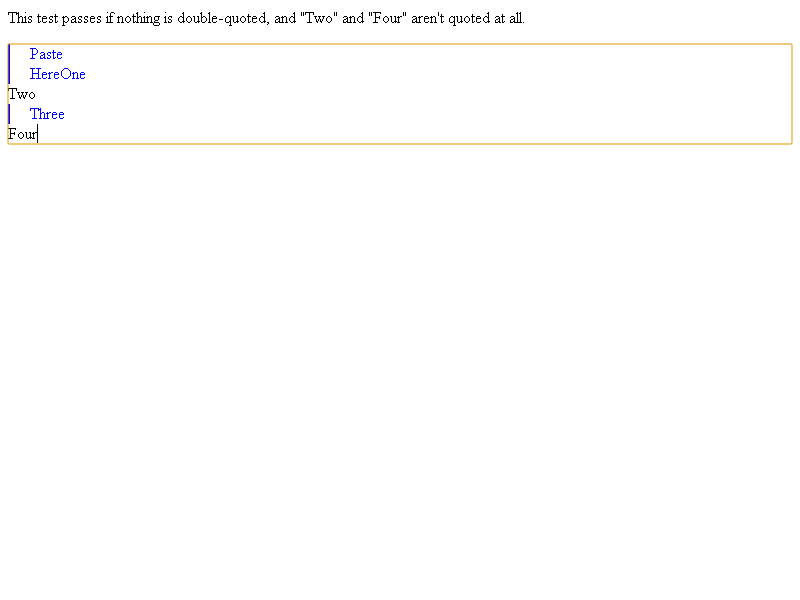 This test passes if nothing is double-quoted, and "Two" and "Four" aren't quoted at all.
Paste
HereOne
Two
Three
Four